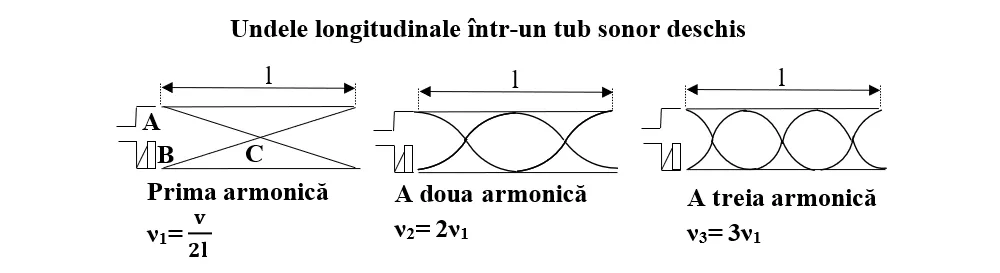 Undele longitudinale într-un tub sonor deschis
l
l
l
A
B
C
Prima armonică
A doua armonică
A treia armonică
ν₁= v/2l
ν₂= 2ν₁
ν₃= 3ν₁